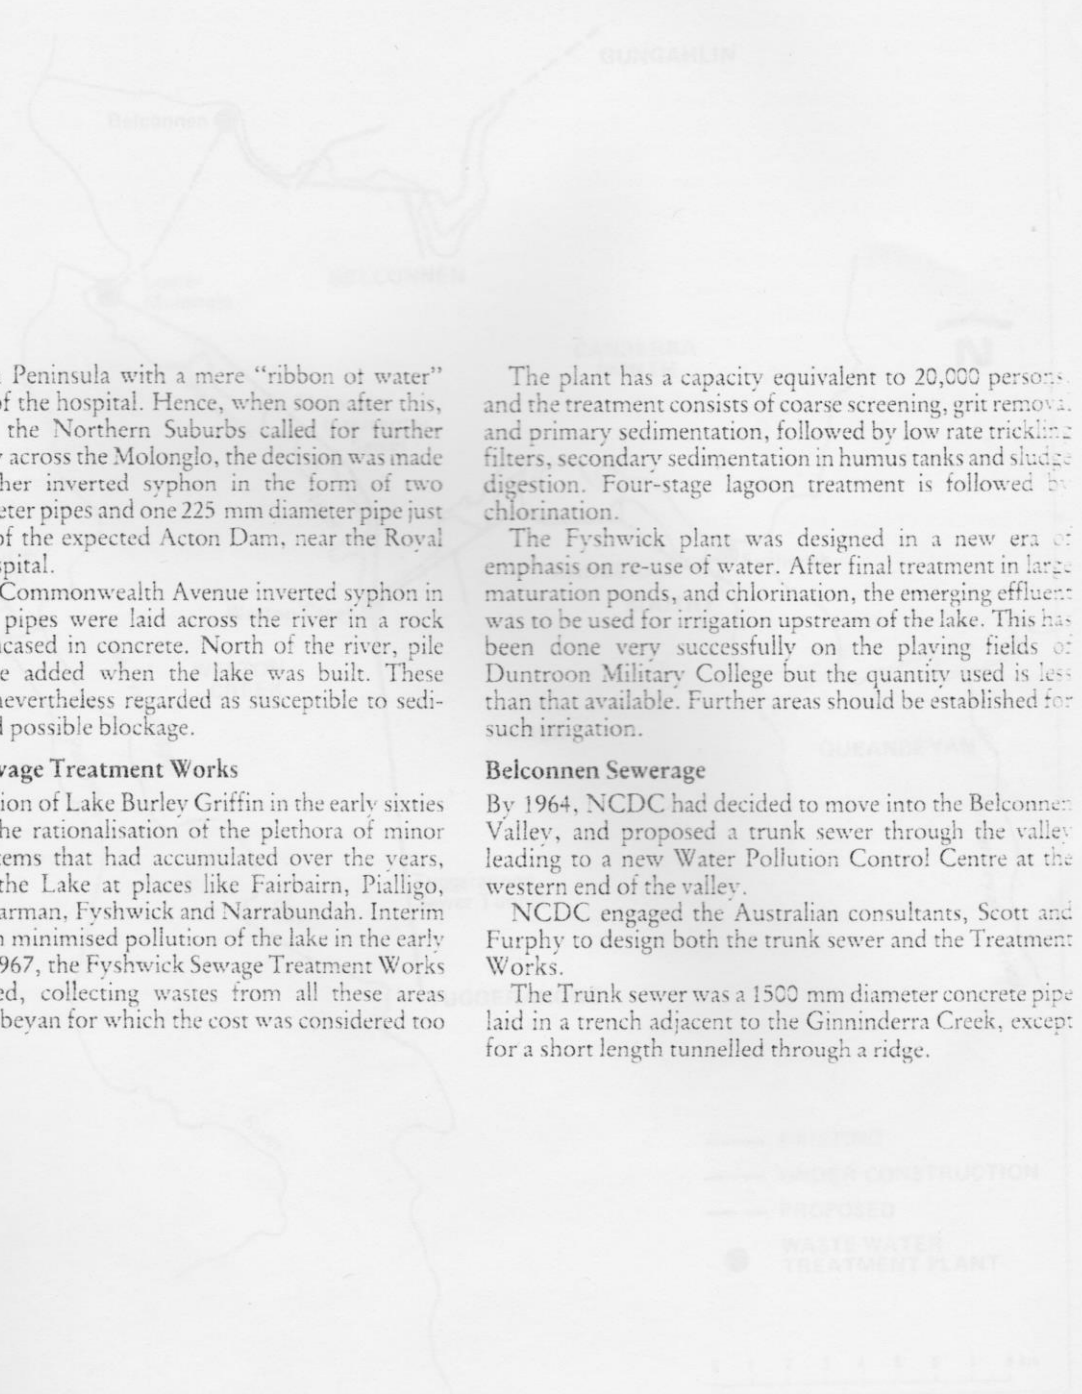 Peninsula with a mere “ribbon of water”
of the hospital. Hence, when soon after this,
the Northern Suburbs called for further
across the Molonglo, the decision was made
her inverted syphon in the form of two
eter pipes and one 225 mm diameter pipe just
of the expected Acton Dam, near the Royal
spital.
Commonwealth Avenue inverted syphon in
pipes were laid across the river in a rock
cased in concrete. North of the river, pile
e added when the lake was built. These
nevertheless regarded as susceptible to sedi-
possible blockage.
wage Treatment Works
ion of Lake Burley Griffin in the early sixties
he rationalisation of the plethora of minor
tems that had accumulated over the years,
the Lake at places like Fairbairn, Pialligo,
arman, Fyshwick and Narrabundah. Interim
minimised pollution of the lake in the early
967, the Fyshwick Sewage Treatment Works
ed, collecting wastes from all these areas
beyan for which the cost was considered too
The plant has a capacity equivalent to 20,000 persons,
and the treatment consists of coarse screening, grit removal
and primary sedimentation, followed by low rate trickling
filters, secondary sedimentation in humus tanks and sludge
digestion. Four-stage lagoon treatment is followed by
chlorination.
The Fyshwick plant was designed in a new era of
emphasis on re-use of water. After final treatment in large
maturation ponds, and chlorination, the emerging effluent
was to be used for irrigation upstream of the lake. This has
been done very successfully on the playing fields of
Duntroon Military College but the quantity used is less
than that available. Further areas should be established for
such irrigation.
Belconnen Sewerage
By 1964, NCDC had decided to move into the Belconnen
Valley, and proposed a trunk sewer through the valley
leading to a new Water Pollution Control Centre at the
western end of the valley.
NCDC engaged the Australian consultants, Scott and
Furphy to design both the trunk sewer and the Treatment
Works.
The Trunk sewer was a 1500 mm diameter concrete pipe
laid in a trench adjacent to the Ginninderra Creek, except
for a short length tunnelled through a ridge.
GUNGAHLIN
Belconnen
BELCONNEN
CANBERRA
QUEANBEYAN
UNDER CONSTRUCTION
PROPOSED
WASTE WATER
TREATMENT PLANT